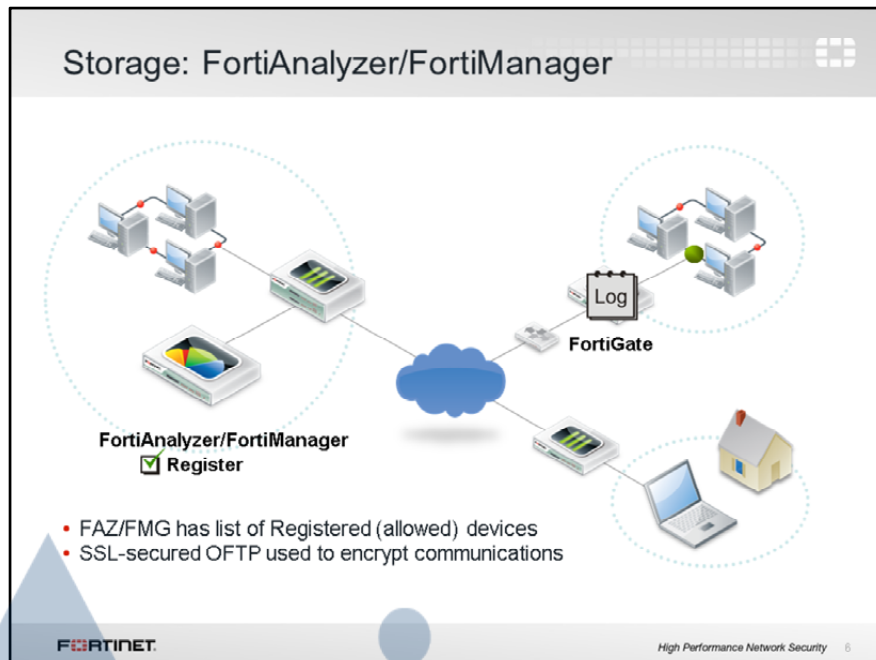 Storage: FortiAnalyzer/FortiManager
Log
FortiGate
FortiAnalyzer/FortiManager
Register
• FAZ/FMG has list of Registered (allowed) devices
• SSL-secured OFTP used to encrypt communications
FORTINET.
High Performance Network Security 6